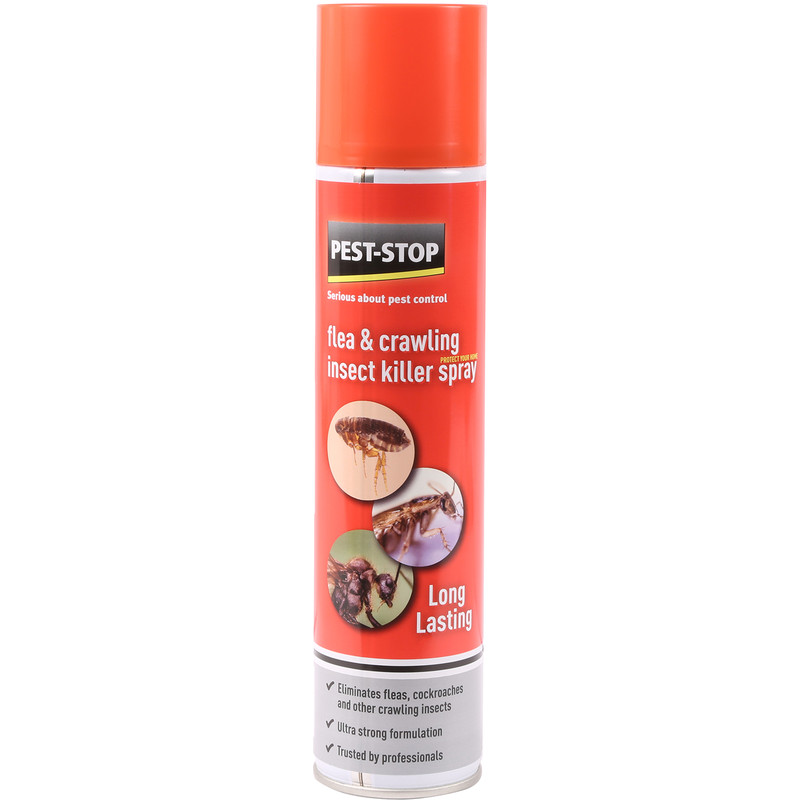 PEST-STOP
Serious about pest control
flea & crawling
PROTECT YOUR HOME
insect killer spray
Long
Lasting
✓ Eliminates fleas, cockroaches
and other crawling insects
✓ Ultra strong formulation
✓ Trusted by professionals